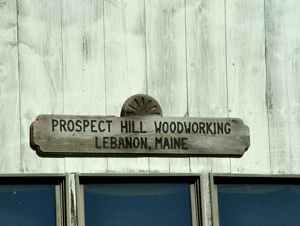 PROSPECT HILL WOODWORKING
LEBANON, MAINE